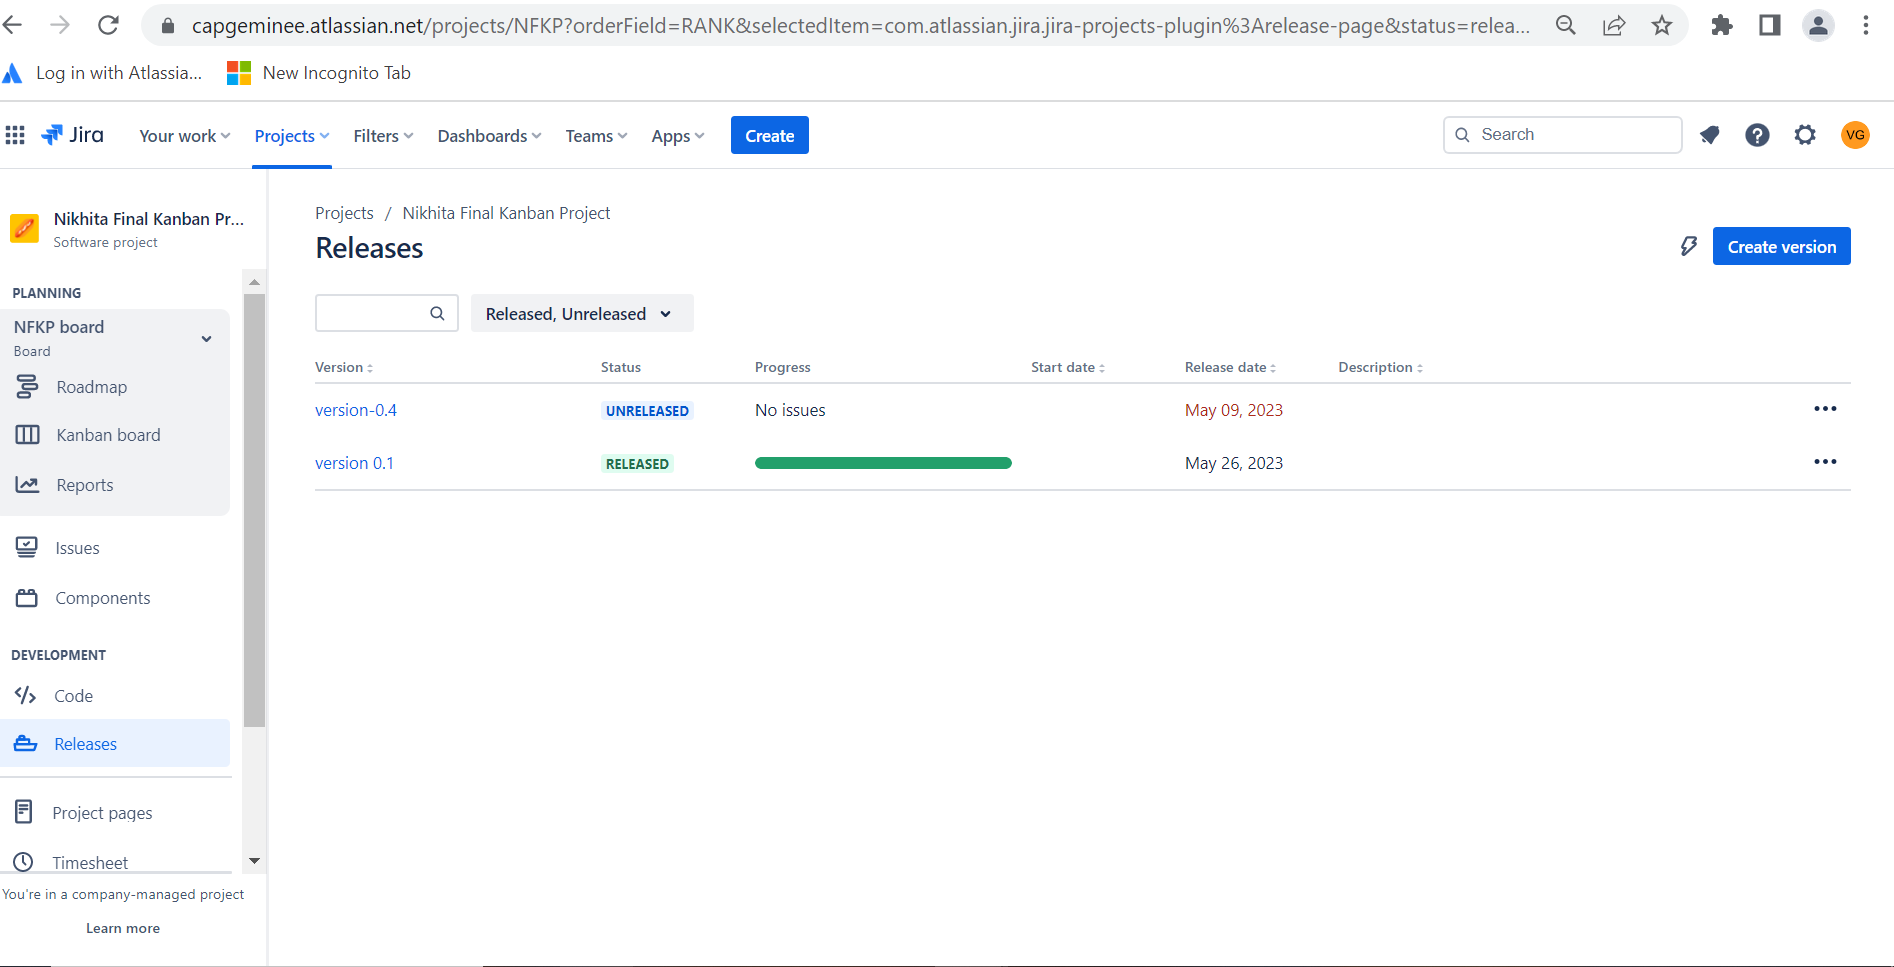 capgeminee.atlassian.net/projects/NFKP?orderField=RANK&selectedItem=com.atlassian.jira.jira-projects-plugin%3Arelease-page&status=relea...
Log in with Atlassia... New Incognito Tab
Jira Your work Projects Filters Dashboards Teams Apps Create Search VG
Nikhita Final Kanban Pr...
Software project
PLANNING
NFKP board
Board
Roadmap
Kanban board
Reports
Issues
Components
DEVELOPMENT
Code
Releases
Project pages
Timesheet
You're in a company-managed project
Learn more
Projects / Nikhita Final Kanban Project
Releases
Create version
Released, Unreleased
Version Status Progress Start date Release date Description
version-0.4 UNRELEASED No issues May 09, 2023
version 0.1 RELEASED May 26, 2023